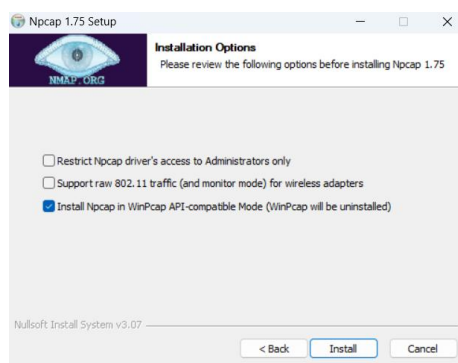 Npcap 1.75 Setup
Installation Options
Please review the following options before installing Npcap 1.75
NMAP.ORG
Restrict Npcap driver's access to Administrators only
Support raw 802.11 traffic (and monitor mode) for wireless adapters
Install Npcap in WinPcap API-compatible Mode (WinPcap will be uninstalled)
Nullsoft Install System v3.07
< Back Install Cancel